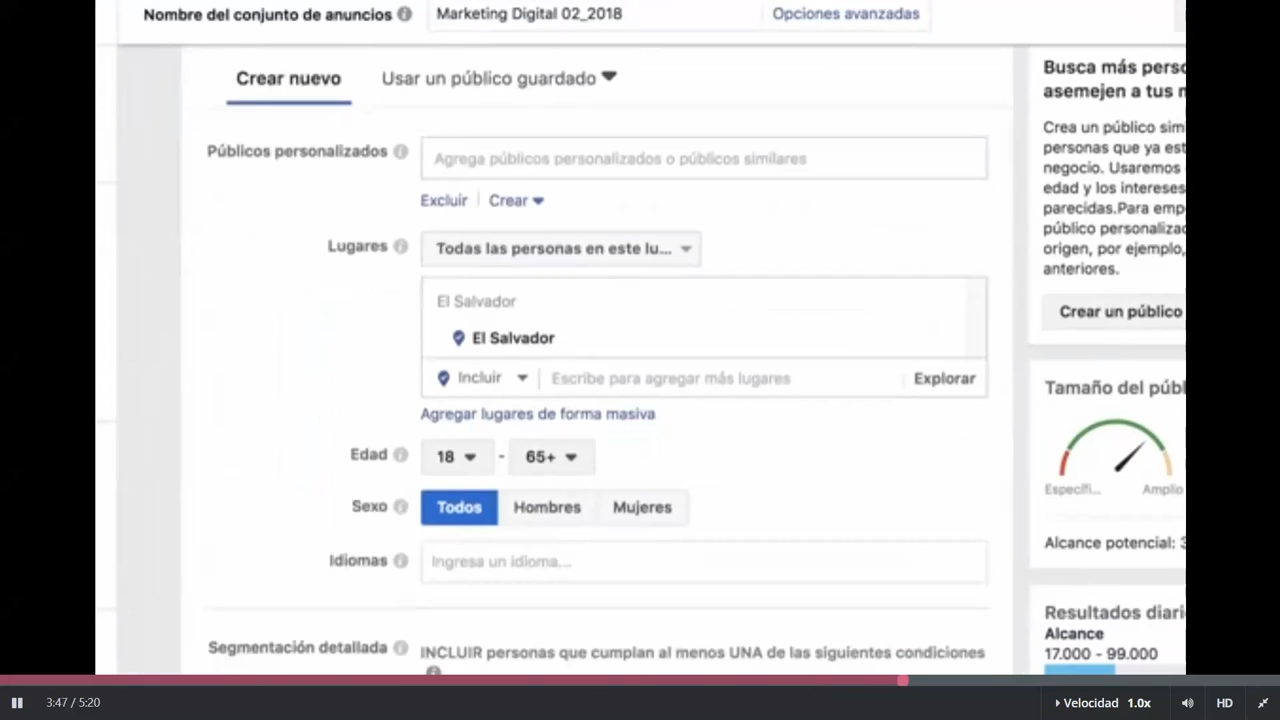 Nombre del conjunto de anuncios Marketing Digital 02_2018 Opciones avanzadas
Crear nuevo Usar un público guardado
Públicos personalizados Agrega públicos personalizados o públicos similares
Excluir Crear
Lugares Todas las personas en este lu...
El Salvador
El Salvador
Incluir Escribe para agregar más lugares Explorar
Agregar lugares de forma masiva
Edad 18 - 65+
Sexo Todos Hombres Mujeres
Idiomas Ingresa un idioma...
Segmentación detallada INCLUIR personas que cumplan al menos UNA de las siguientes condiciones
Busca más perso
asemejen a tus
Crea un público simi
personas que ya est
negocio. Usaremos
edad y los intereses
parecidas.Para empe
público personalizac
origen, por ejemplo,
anteriores.
Crear un público
Tamaño del públ
Específi... Amplio
Alcance potencial: 3
Resultados diari
Alcance
17.000 - 99.000
3:47 / 5:20 Velocidad 1.0x HD